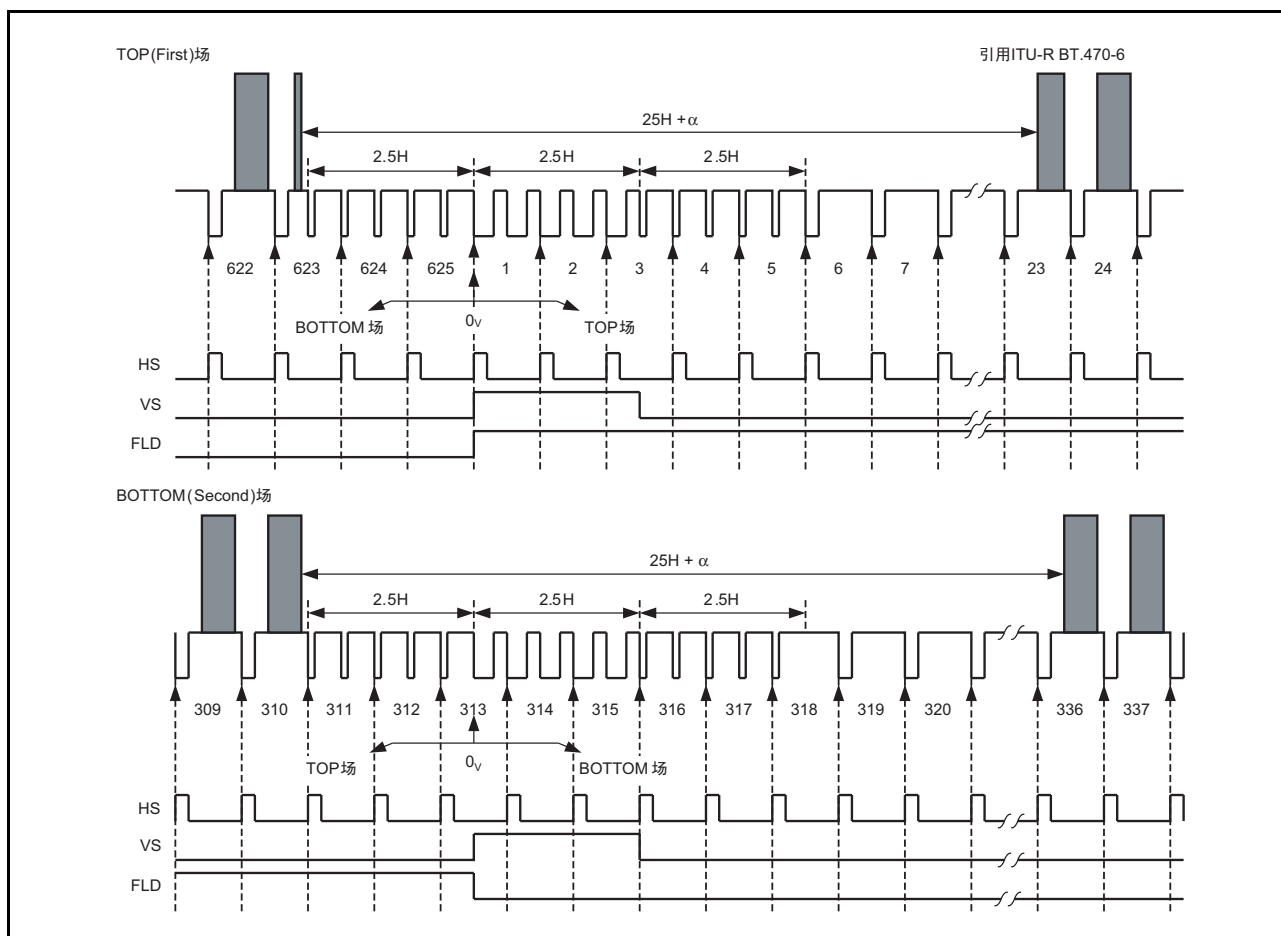 TOP(First)场
引用ITU-R BT.470-6
25H + α
2.5H 2.5H 2.5H
622 623 624 625 1 2 3 4 5 6 7 23 24
BOTTOM 场 0V TOP场
HS
VS
FLD
BOTTOM(Second)场
25H + α
2.5H 2.5H 2.5H
309 310 311 312 313 314 315 316 317 318 319 320 336 337
TOP场 0V BOTTOM 场
HS
VS
FLD